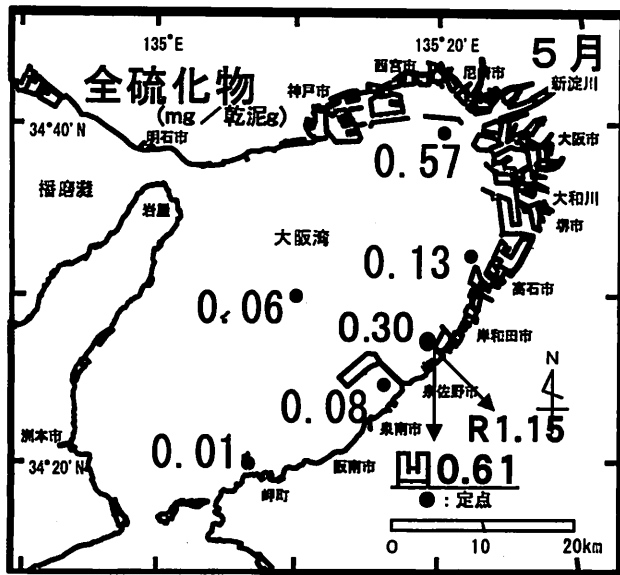 135°E
135°20'E
5月
全硫化物
(mg／乾泥g)
西宮市
尼崎市
新淀川
神戸市
34°40'N
明石市
0.57
大阪市
播磨灘
岩屋
大和川
堺市
大阪湾
0.13
高石市
0.06
0.30
岸和田市
N
泉佐野市
0.08
R1.15
洲本市
泉南市
0.01
阪南市
0.61
34°20'N
岬町
●：定点
0 10 20km